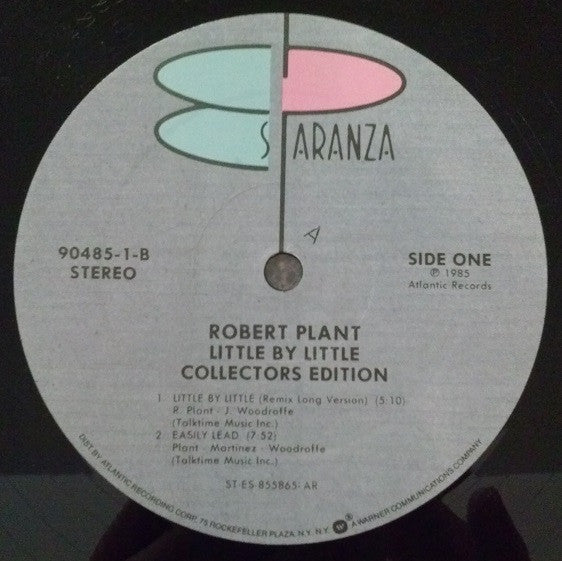 ES PARANZA
A
90485-1-B
STEREO
SIDE ONE
℗ 1985
Atlantic Records
ROBERT PLANT
LITTLE BY LITTLE
COLLECTORS EDITION
1. LITTLE BY LITTLE (Remix Long Version) (5:10)
R. Plant - J. Woodroffe
(Talktime Music Inc.)
2. EASILY LEAD (7:52)
Plant - Martinez - Woodroffe
(Talktime Music Inc.)
ST-ES-855865-AR
DIST. BY ATLANTIC RECORDING CORP. 75 ROCKEFELLER PLAZA, N.Y. N.Y. W ® A WARNER COMMUNICATIONS COMPANY